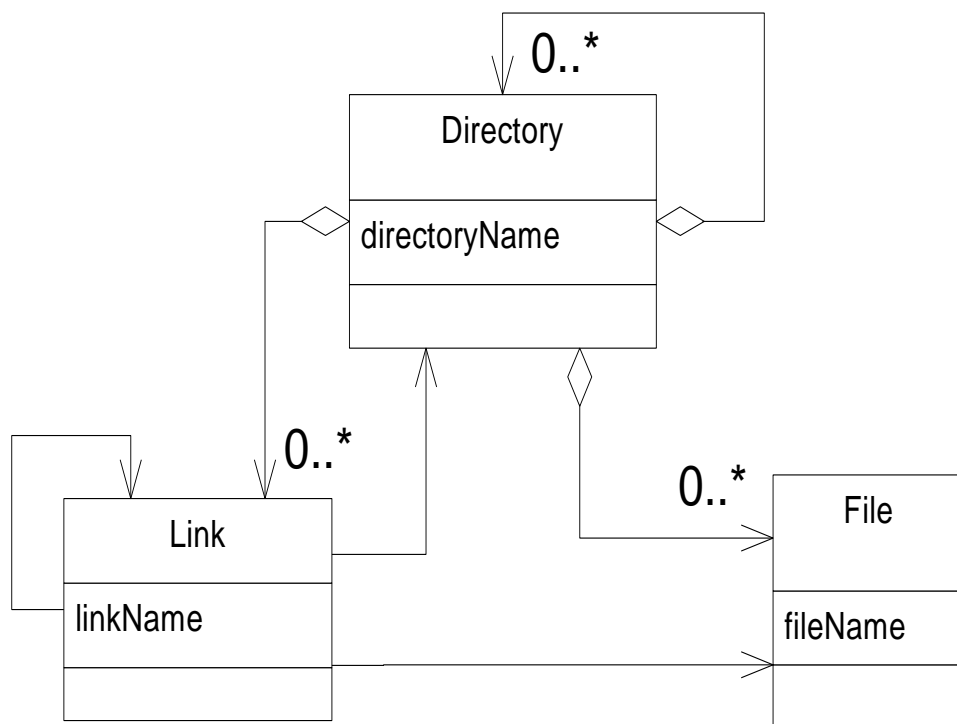 0..*
Directory
directoryName
0..*
Link
linkName
0..*
File
fileName